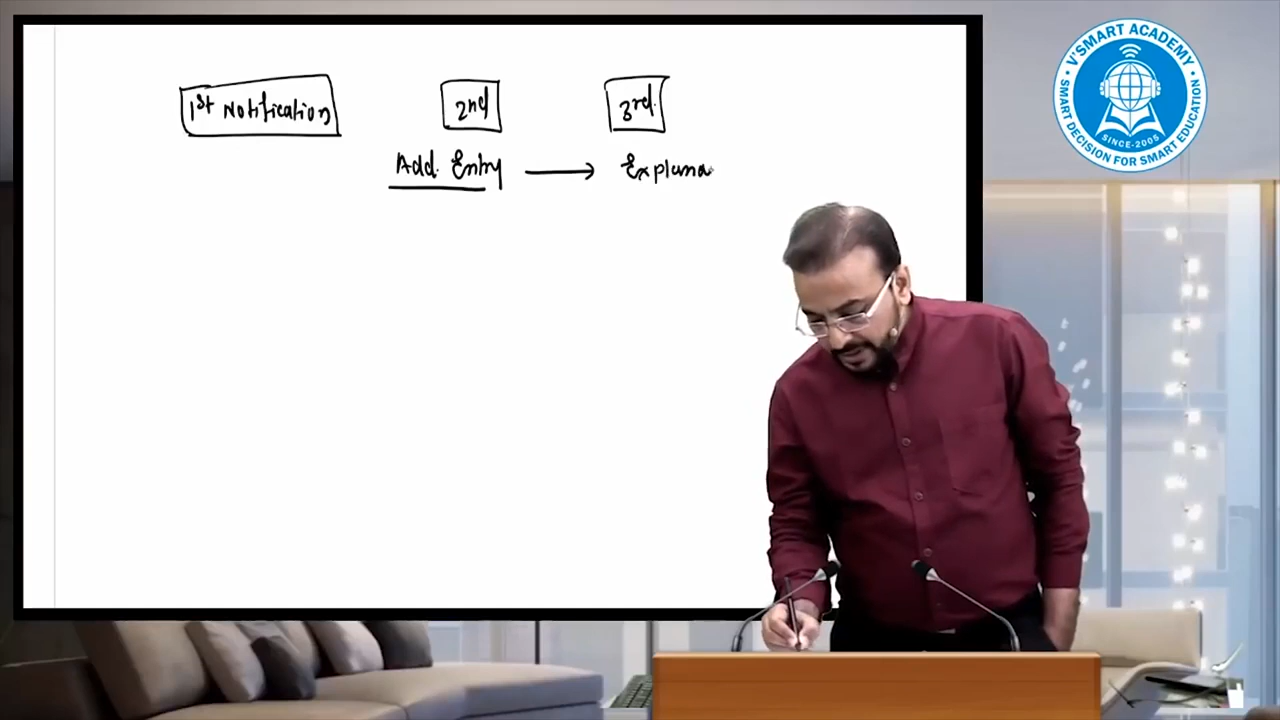 1st Notification 2nd 3rd
Add. Entry → Explana
V'SMART ACADEMY
SMART DECISION FOR SMART EDUCATION
SINCE-2005